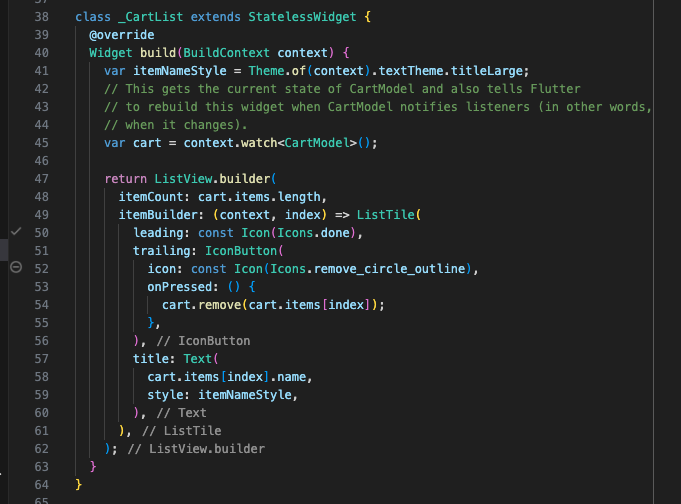 38 class _CartList extends StatelessWidget {
39   @override
40   Widget build(BuildContext context) {
41     var itemNameStyle = Theme.of(context).textTheme.titleLarge;
42     // This gets the current state of CartModel and also tells Flutter
43     // to rebuild this widget when CartModel notifies listeners (in other words,
44     // when it changes).
45     var cart = context.watch<CartModel>();
46
47     return ListView.builder(
48       itemCount: cart.items.length,
49       itemBuilder: (context, index) => ListTile(
50         leading: const Icon(Icons.done),
51         trailing: IconButton(
52           icon: const Icon(Icons.remove_circle_outline),
53           onPressed: () {
54             cart.remove(cart.items[index]);
55           },
56         ), // IconButton
57         title: Text(
58           cart.items[index].name,
59           style: itemNameStyle,
60         ), // Text
61       ), // ListTile
62     ); // ListView.builder
63   }
64 }
65